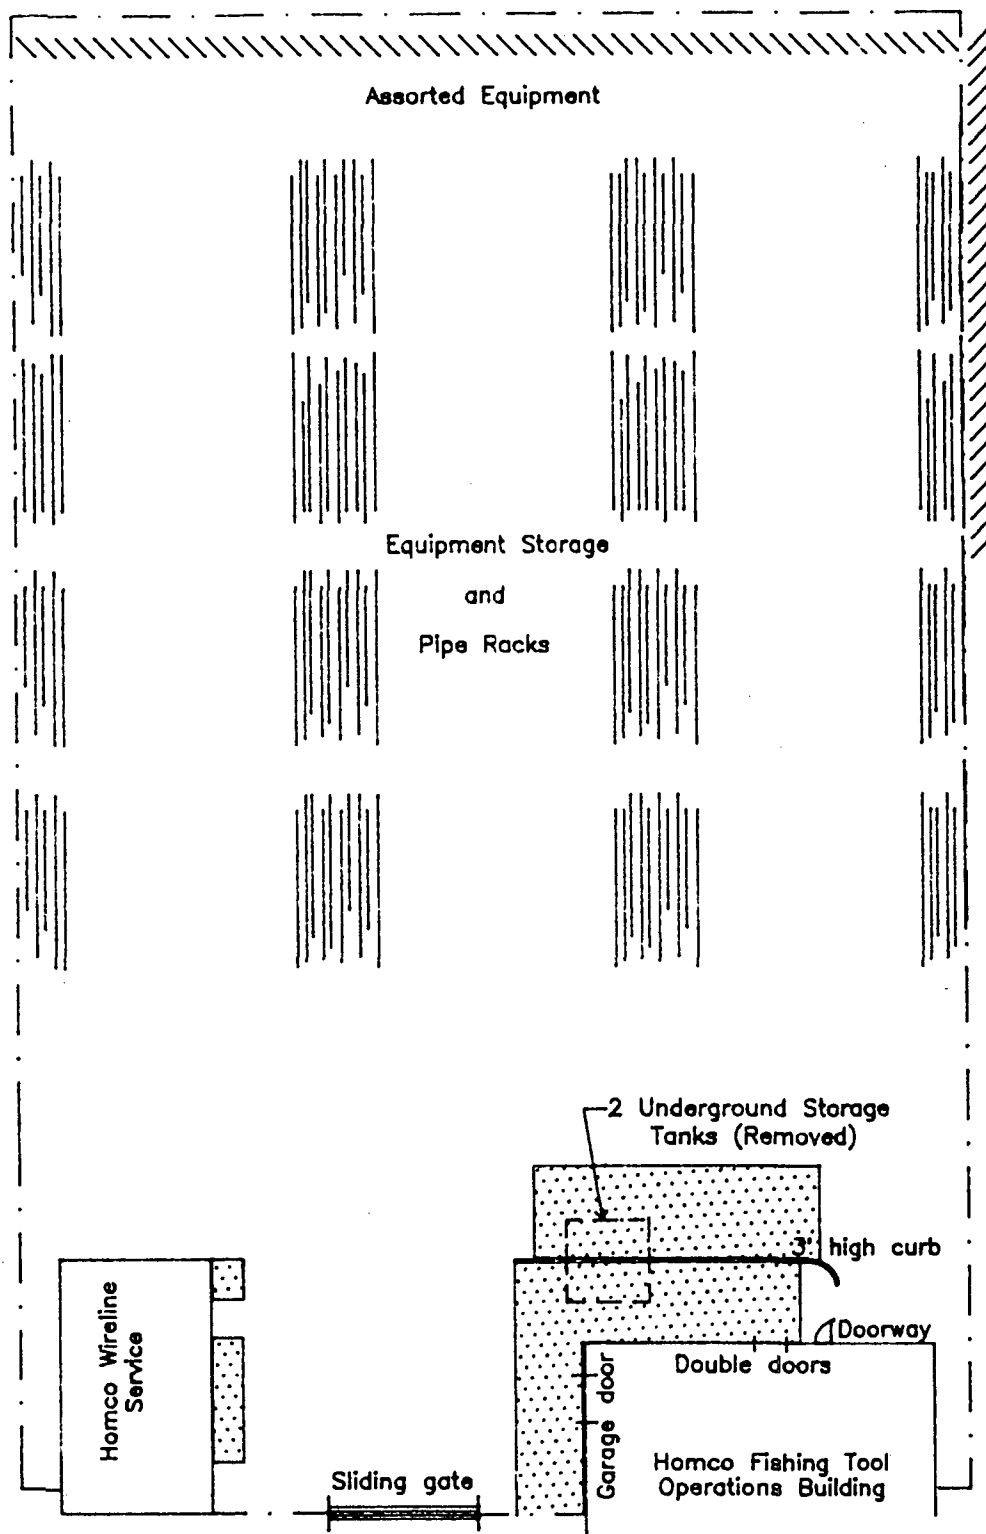 Assorted Equipment
Equipment Storage
and
Pipe Racks
2 Underground Storage
Tanks (Removed)
3' high curb
Doorway
Double doors
Garage door
Homco Wireline
Service
Sliding gate
Homco Fishing Tool
Operations Building